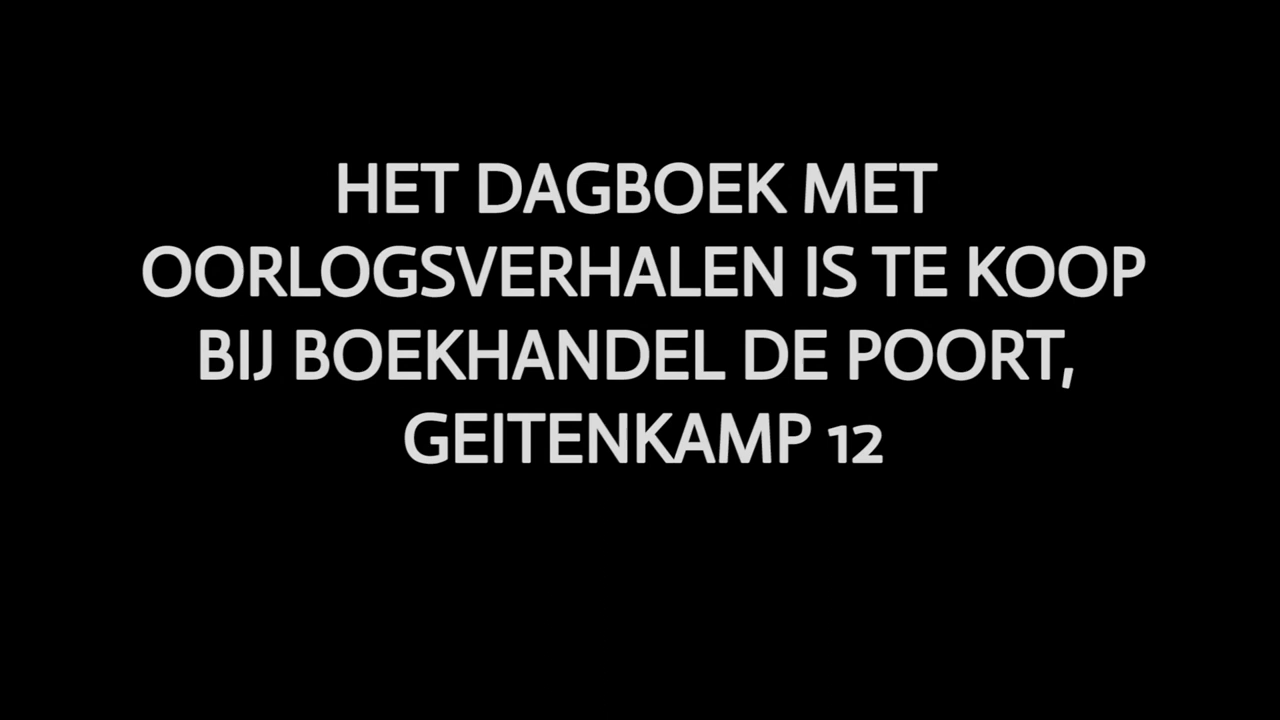 HET DAGBOEK MET
OORLOGSVERHALEN IS TE KOOP
BIJ BOEKHANDEL DE POORT,
GEITENKAMP 12